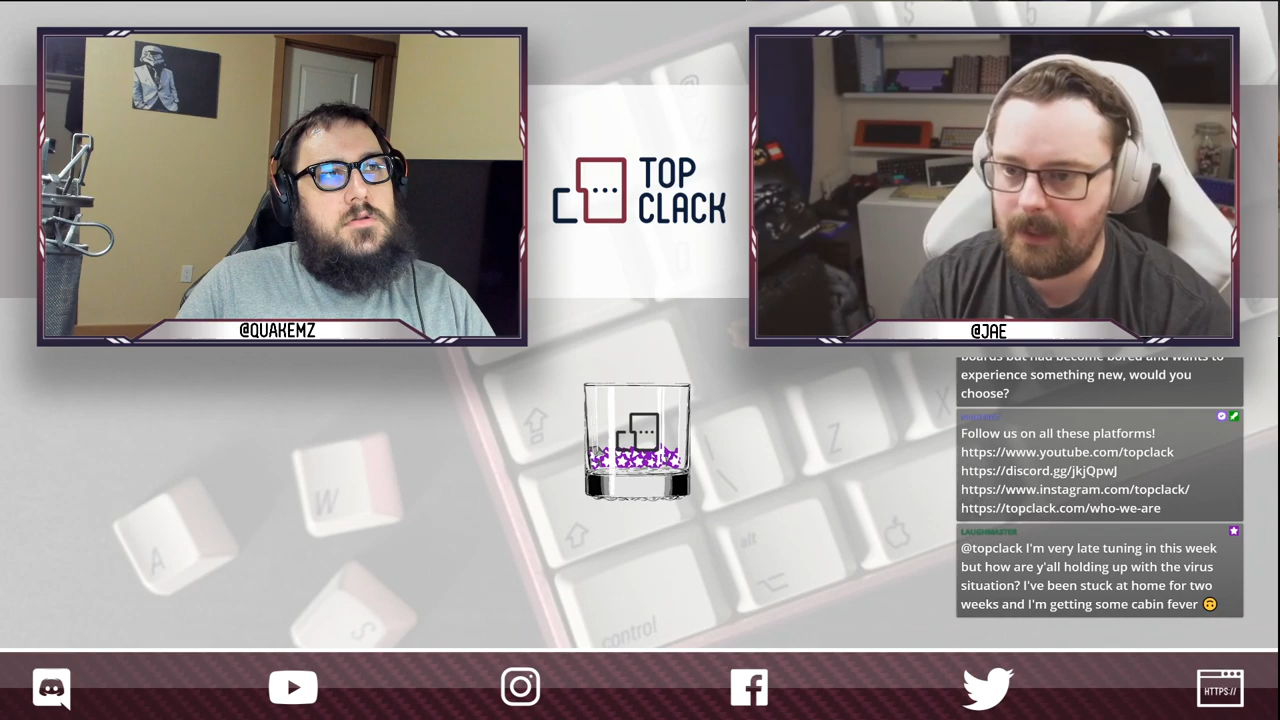 TOP
CLACK
@QUAKEMZ
@JAE
boards but had become bored and wants to
experience something new, would you
choose?
Follow us on all these platforms!
https://www.youtube.com/topclack
https://discord.gg/jkjQpwJ
https://www.instagram.com/topclack/
https://topclack.com/who-we-are
LAUGHMASTER
@topclack I'm very late tuning in this week
but how are y'all holding up with the virus
situation? I've been stuck at home for two
weeks and I'm getting some cabin fever 🙃
A
W
S
Z
X
alt
control
HTTPS://